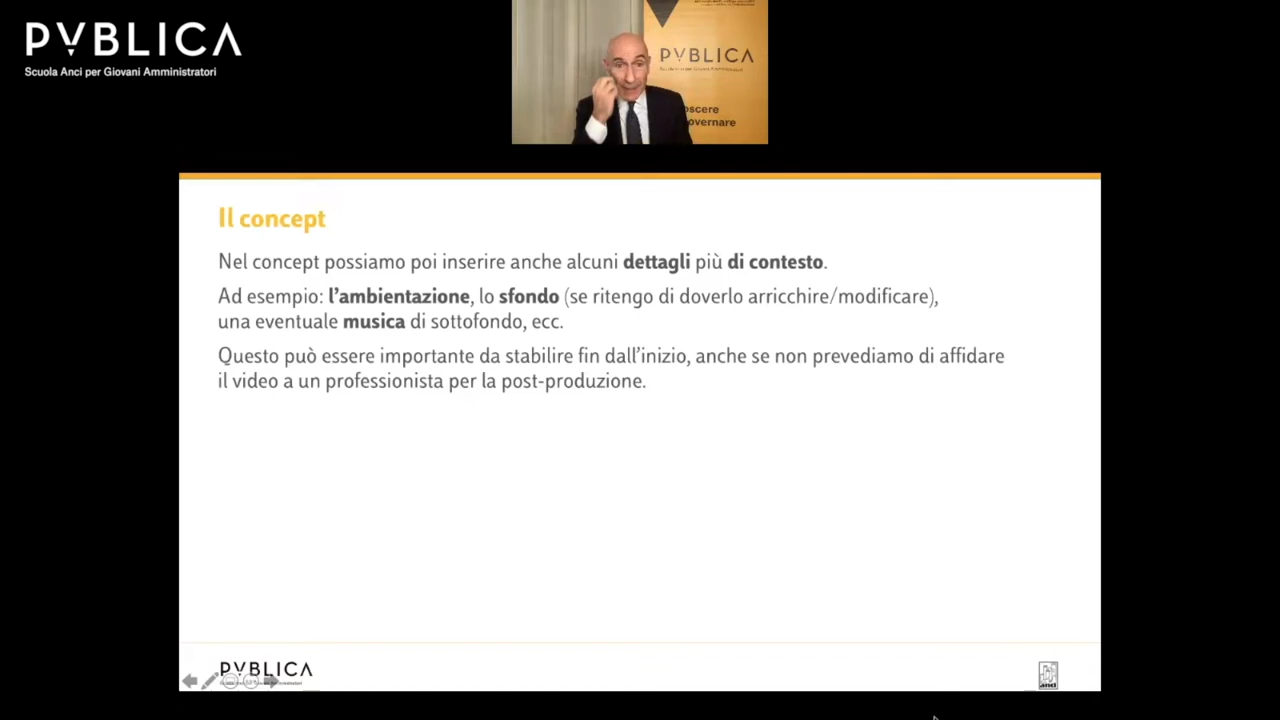 PVBLICA
Scuola Anci per Giovani Amministratori
PVBLICA
overnare
Il concept
Nel concept possiamo poi inserire anche alcuni dettagli più di contesto.
Ad esempio: l'ambientazione, lo sfondo (se ritengo di doverlo arricchire/modificare),
una eventuale musica di sottofondo, ecc.
Questo può essere importante da stabilire fin dall'inizio, anche se non prevediamo di affidare
il video a un professionista per la post-produzione.
PVBLICA
anci